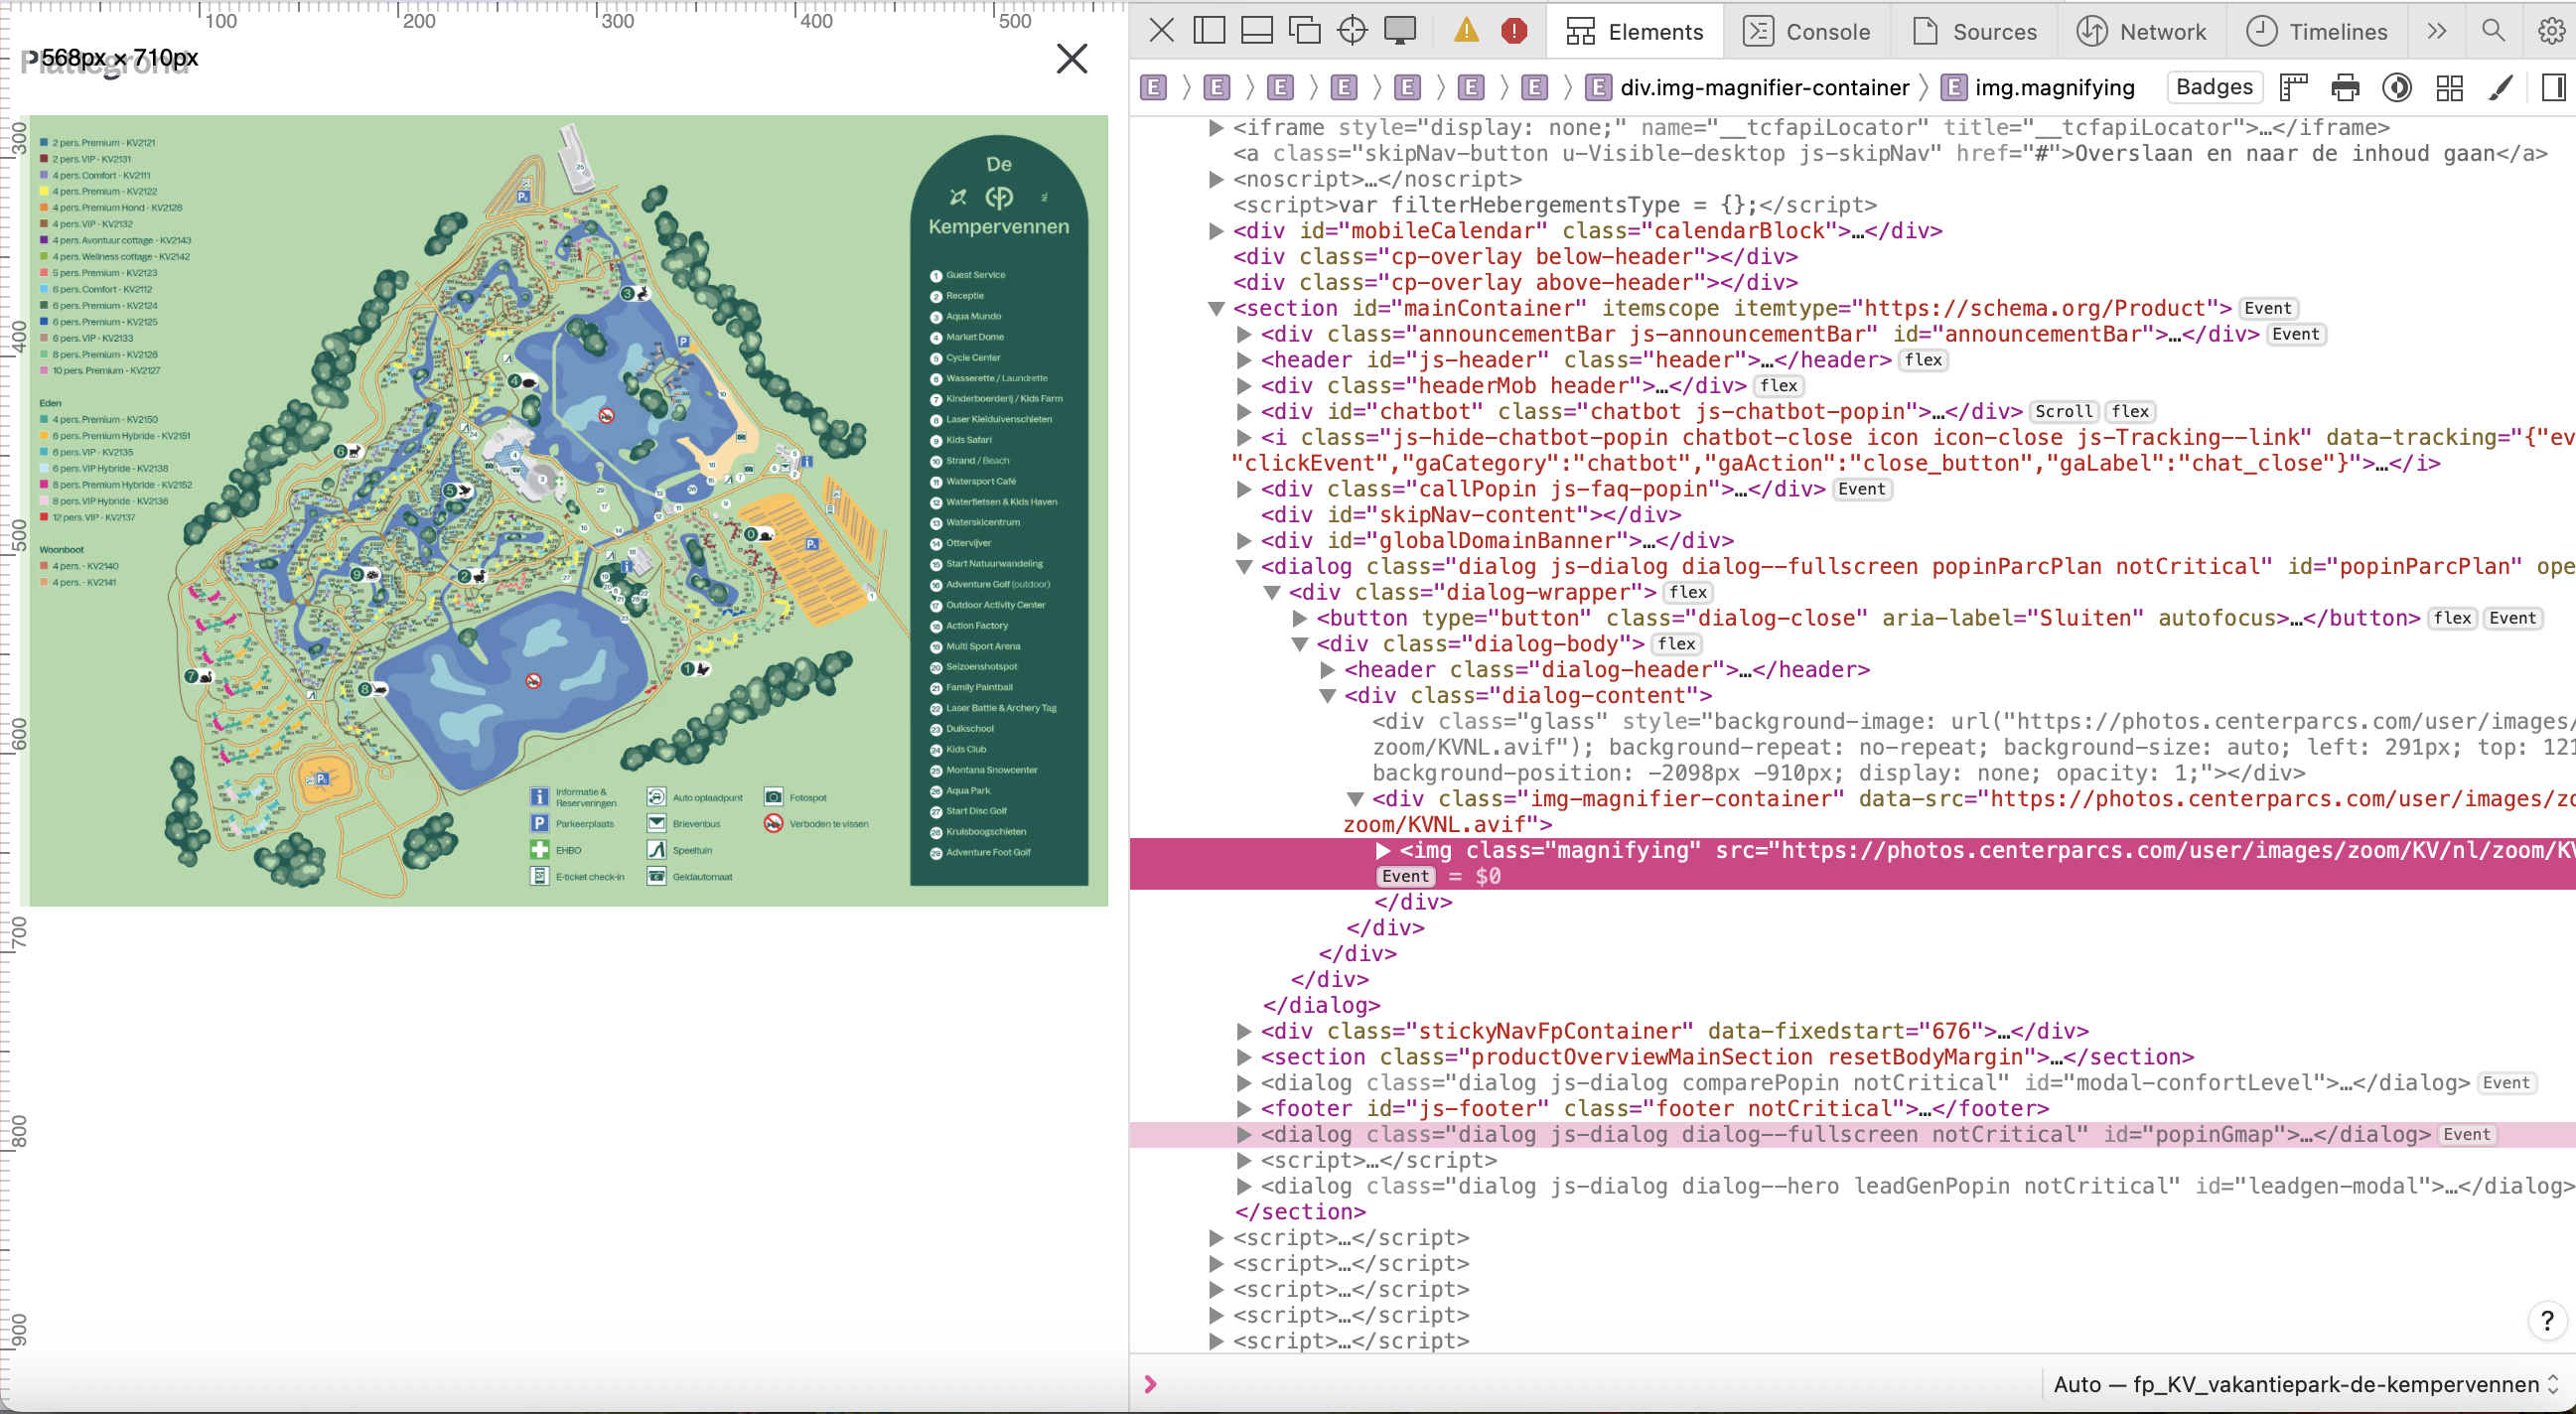 100
200
300
400
500
568px × 710px
Plattegrond
300
400
500
600
700
800
900
2 pers. Premium - KV2121
2 pers. VIP - KV2131
4 pers. Comfort - KV2111
4 pers. Premium - KV2122
4 pers. Premium Hond - KV2128
4 pers. VIP - KV2132
4 pers. Avontuur cottage - KV2143
4 pers. Wellness cottage - KV2142
5 pers. Premium - KV2123
6 pers. Comfort - KV2112
6 pers. Premium - KV2124
6 pers. Premium - KV2125
6 pers. VIP - KV2133
8 pers. Premium - KV2126
10 pers. Premium - KV2127
Eden
4 pers. Premium - KV2150
6 pers. Premium Hybride - KV2151
6 pers. VIP - KV2135
6 pers. VIP Hybride - KV2138
8 pers. Premium Hybride - KV2152
8 pers. VIP Hybride - KV2136
12 pers. VIP - KV2137
Woonboot
4 pers. - KV2140
4 pers. - KV2141
De
Kempervennen
1 Guest Service
2 Receptie
3 Aqua Mundo
4 Market Dome
5 Cycle Center
6 Wasserette / Laundrette
7 Kinderboerderij / Kids Farm
8 Laser Kleiduivenschieten
9 Kids Safari
10 Strand / Beach
11 Watersport Café
12 Waterfietsen & Kids Haven
13 Waterskicentrum
14 Ottervijver
15 Start Natuurwandeling
16 Adventure Golf (outdoor)
17 Outdoor Activity Center
18 Action Factory
19 Multi Sport Arena
20 Seizoenshotspot
21 Family Paintball
22 Laser Battle & Archery Tag
23 Duikschool
24 Kids Club
25 Montana Snowcenter
26 Aqua Park
27 Start Disc Golf
28 Kruisboogschieten
29 Adventure Foot Golf
i Informatie &
Reserveringen
P Parkeerplaats
EHBO
E-ticket check-in
Auto oplaadpunt
Brievenbus
Speeltuin
Geldautomaat
Fotospot
Verboden te vissen
Elements
Console
Sources
Network
Timelines
E E E E E E E E div.img-magnifier-container E img.magnifying
Badges
<iframe style="display: none;" name="__tcfapiLocator" title="__tcfapiLocator">…</iframe>
<a class="skipNav-button u-Visible-desktop js-skipNav" href="#">Overslaan en naar de inhoud gaan</a>
<noscript>…</noscript>
<script>var filterHebergementsType = {};</script>
<div id="mobileCalendar" class="calendarBlock">…</div>
<div class="cp-overlay below-header"></div>
<div class="cp-overlay above-header"></div>
<section id="mainContainer" itemscope itemtype="https://schema.org/Product"> Event
<div class="announcementBar js-announcementBar" id="announcementBar">…</div> Event
<header id="js-header" class="header">…</header> flex
<div class="headerMob header">…</div> flex
<div id="chatbot" class="chatbot js-chatbot-popin">…</div> Scroll flex
<i class="js-hide-chatbot-popin chatbot-close icon icon-close js-Tracking--link" data-tracking="{"ev
"clickEvent","gaCategory":"chatbot","gaAction":"close_button","gaLabel":"chat_close"}">…</i>
<div class="callPopin js-faq-popin">…</div> Event
<div id="skipNav-content"></div>
<div id="globalDomainBanner">…</div>
<dialog class="dialog js-dialog dialog--fullscreen popinParcPlan notCritical" id="popinParcPlan" ope
<div class="dialog-wrapper"> flex
<button type="button" class="dialog-close" aria-label="Sluiten" autofocus>…</button> flex Event
<div class="dialog-body"> flex
<header class="dialog-header">…</header>
<div class="dialog-content">
<div class="glass" style="background-image: url("https://photos.centerparcs.com/user/images/
zoom/KVNL.avif"); background-repeat: no-repeat; background-size: auto; left: 291px; top: 121
background-position: -2098px -910px; display: none; opacity: 1;"></div>
<div class="img-magnifier-container" data-src="https://photos.centerparcs.com/user/images/zo
zoom/KVNL.avif">
<img class="magnifying" src="https://photos.centerparcs.com/user/images/zoom/KV/nl/zoom/KV
Event = $0
</div>
</div>
</div>
</div>
</dialog>
<div class="stickyNavFpContainer" data-fixedstart="676">…</div>
<section class="productOverviewMainSection resetBodyMargin">…</section>
<dialog class="dialog js-dialog comparePopin notCritical" id="modal-confortLevel">…</dialog> Event
<footer id="js-footer" class="footer notCritical">…</footer>
<dialog class="dialog js-dialog dialog--fullscreen notCritical" id="popinGmap">…</dialog> Event
<script>…</script>
<dialog class="dialog js-dialog dialog--hero leadGenPopin notCritical" id="leadgen-modal">…</dialog>
</section>
<script>…</script>
<script>…</script>
<script>…</script>
<script>…</script>
<script>…</script>
?
Auto — fp_KV_vakantiepark-de-kempervennen